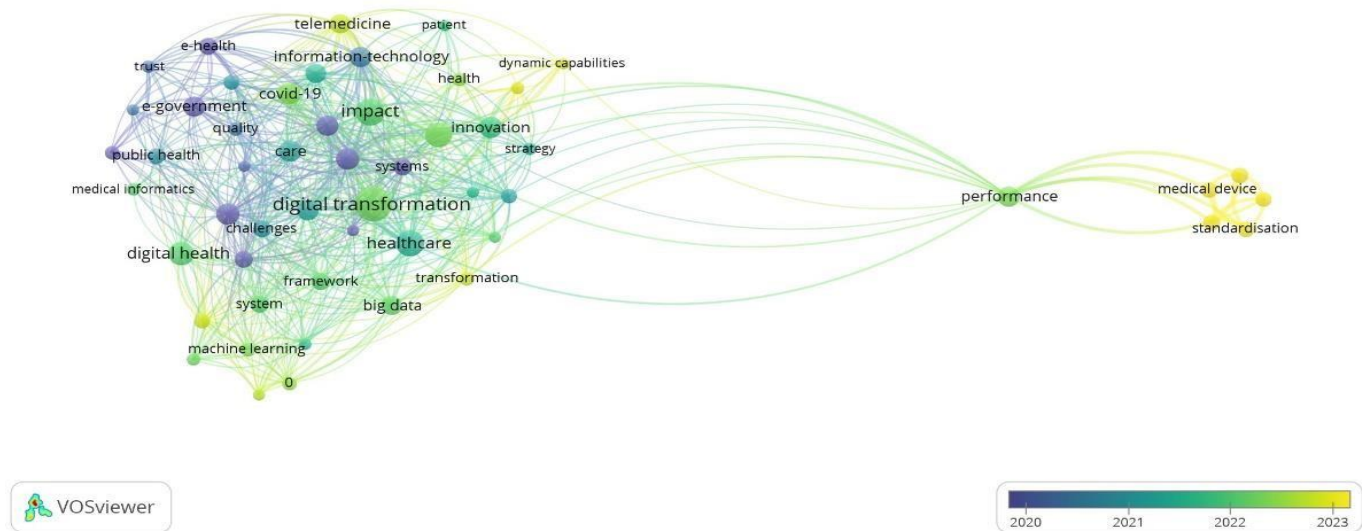 telemedicine
patient
e-health
information-technology
dynamic capabilities
trust
health
covid-19
e-government
impact
quality
innovation
care
strategy
public health
systems
medical informatics
medical device
performance
digital transformation
challenges
standardisation
healthcare
digital health
transformation
framework
system
big data
machine learning
0
VOSviewer
2020
2021
2022
2023